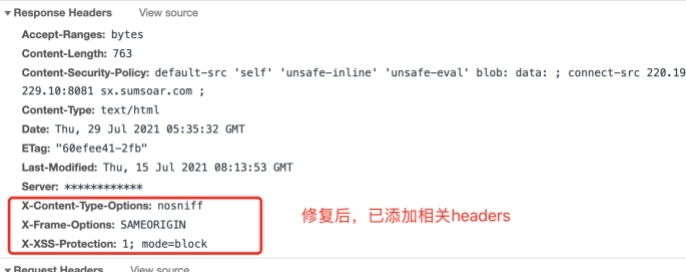 Response Headers View source
Accept-Ranges: bytes
Content-Length: 763
Content-Security-Policy: default-src 'self' 'unsafe-inline' 'unsafe-eval' blob: data: ; connect-src 220.19
229.10:8081 sx.sumsoar.com ;
Content-Type: text/html
Date: Thu, 29 Jul 2021 05:35:32 GMT
ETag: "60efee41-2fb"
Last-Modified: Thu, 15 Jul 2021 08:13:53 GMT
Server: ************
X-Content-Type-Options: nosniff
X-Frame-Options: SAMEORIGIN
修复后，已添加相关headers
X-XSS-Protection: 1; mode=block
Request Headers View source